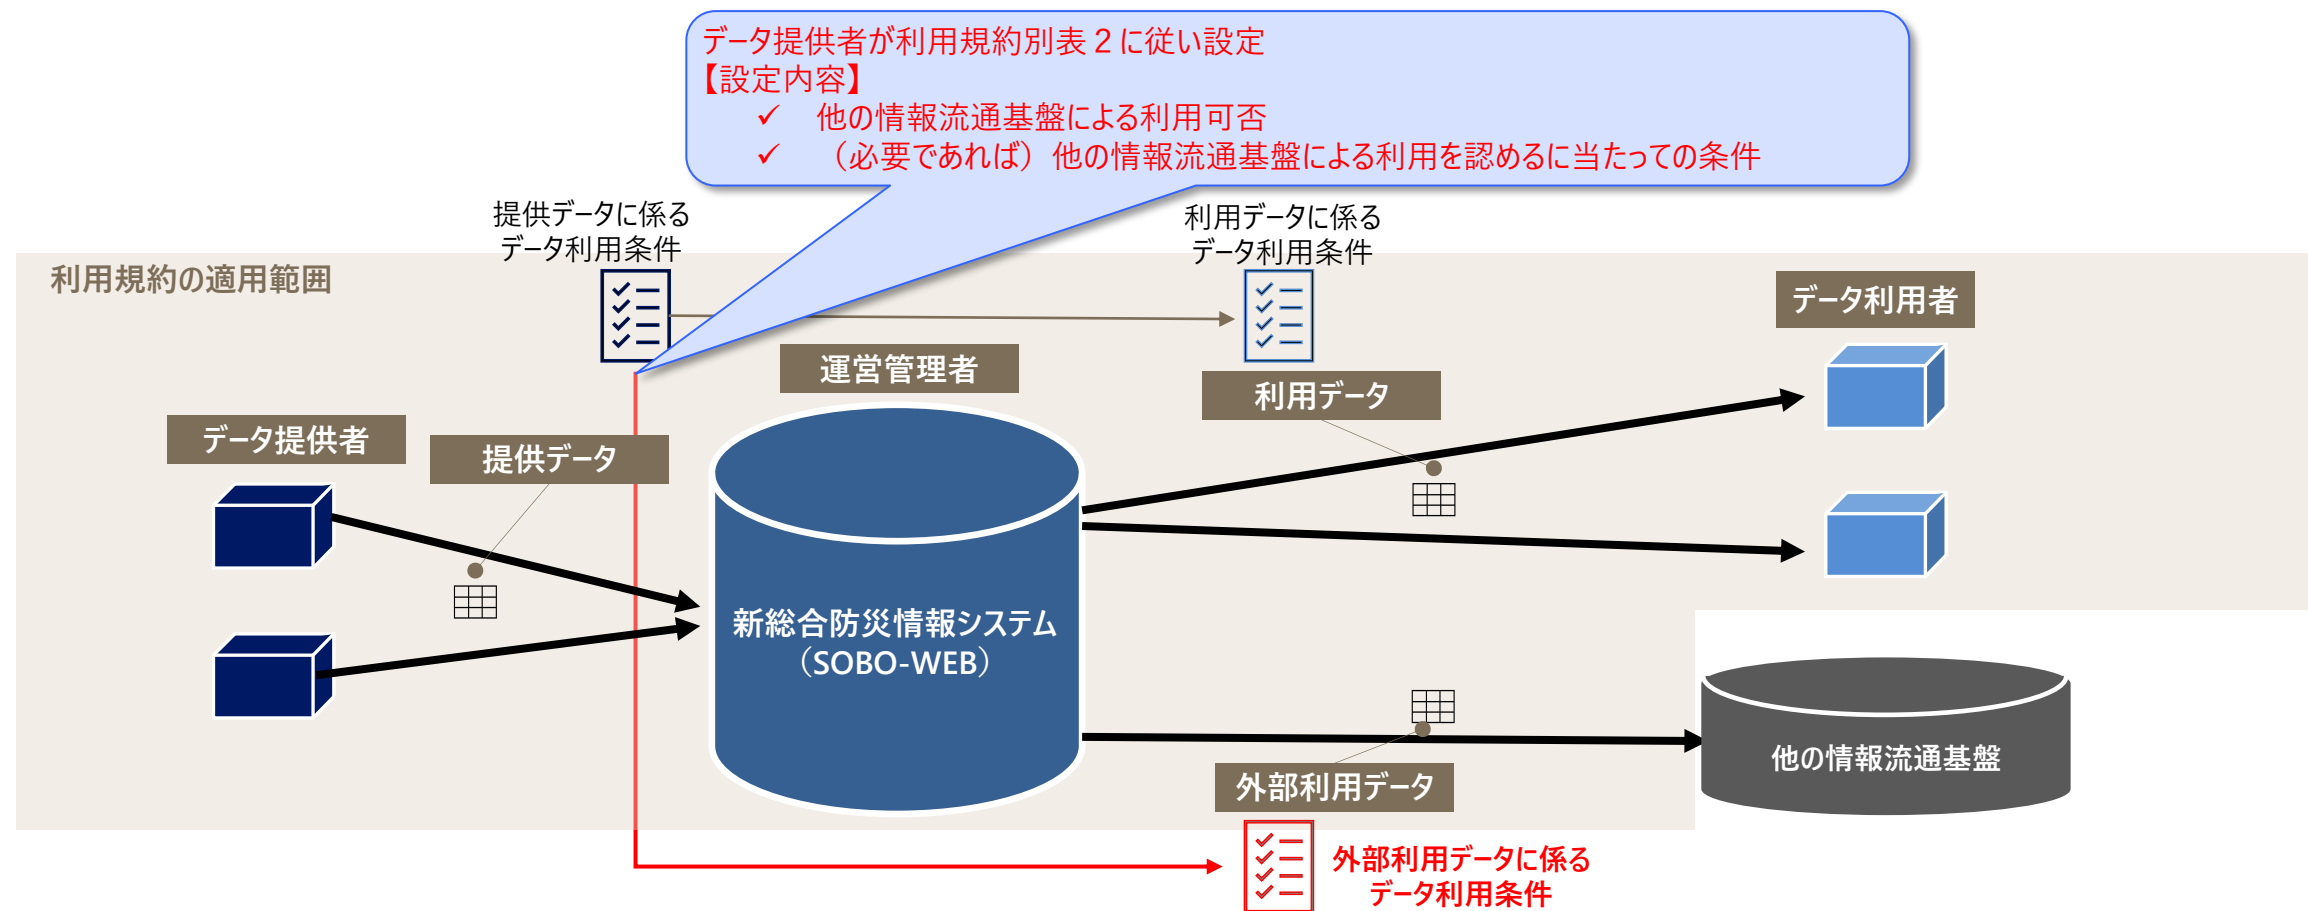 データ提供者が利用規約別表２に従い設定
【設定内容】
✓ 他の情報流通基盤による利用可否
✓ （必要であれば）他の情報流通基盤による利用を認めるに当たっての条件
提供データに係る
データ利用条件
利用データに係る
データ利用条件
利用規約の適用範囲
データ利用者
運営管理者
利用データ
データ提供者
提供データ
新総合防災情報システム
（SOBO-WEB）
他の情報流通基盤
外部利用データ
外部利用データに係る
データ利用条件